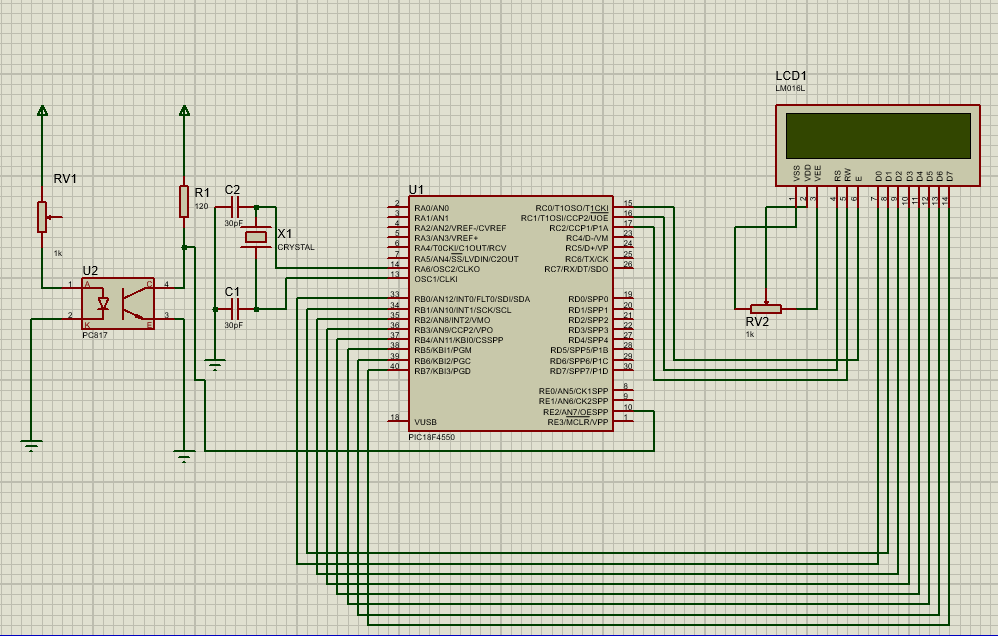 LCD1
LM016L
VSS
VDD
VEE
RS
RW
E
D0
D1
D2
D3
D4
D5
D6
D7
1
2
3
4
5
6
7
8
9
10
11
12
13
14
RV1
1k
R1
120
C2
30pF
X1
CRYSTAL
C1
30pF
U2
1
A
C
4
2
K
E
3
PC817
U1
2 RA0/AN0
3 RA1/AN1
4 RA2/AN2/VREF-/CVREF
5 RA3/AN3/VREF+
6 RA4/T0CKI/C1OUT/RCV
7 RA5/AN4/SS/LVDIN/C2OUT
14 RA6/OSC2/CLKO
13 OSC1/CLKI
33 RB0/AN12/INT0/FLT0/SDI/SDA
34 RB1/AN10/INT1/SCK/SCL
35 RB2/AN8/INT2/VMO
36 RB3/AN9/CCP2/VPO
37 RB4/AN11/KBI0/CSSPP
38 RB5/KBI1/PGM
39 RB6/KBI2/PGC
40 RB7/KBI3/PGD
18 VUSB
RC0/T1OSO/T1CKI 15
RC1/T1OSI/CCP2/UOE 16
RC2/CCP1/P1A 17
RC4/D-/VM 23
RC5/D+/VP 24
RC6/TX/CK 25
RC7/RX/DT/SDO 26
RD0/SPP0 19
RD1/SPP1 20
RD2/SPP2 21
RD3/SPP3 22
RD4/SPP4 27
RD5/SPP5/P1B 28
RD6/SPP6/P1C 29
RD7/SPP7/P1D 30
RE0/AN5/CK1SPP 8
RE1/AN6/CK2SPP 9
RE2/AN7/OESPP 10
RE3/MCLR/VPP 1
PIC18F4550
RV2
1k